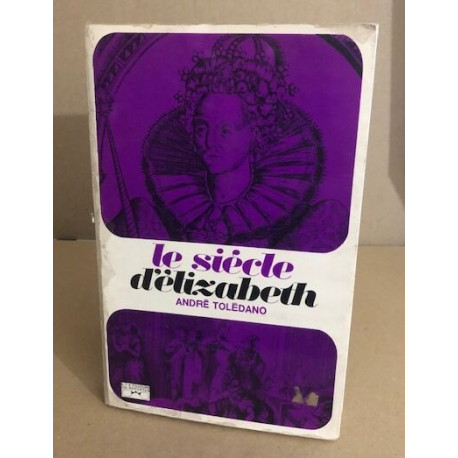 le siècle
d'élizabeth
ANDRÉ TOLÉDANO